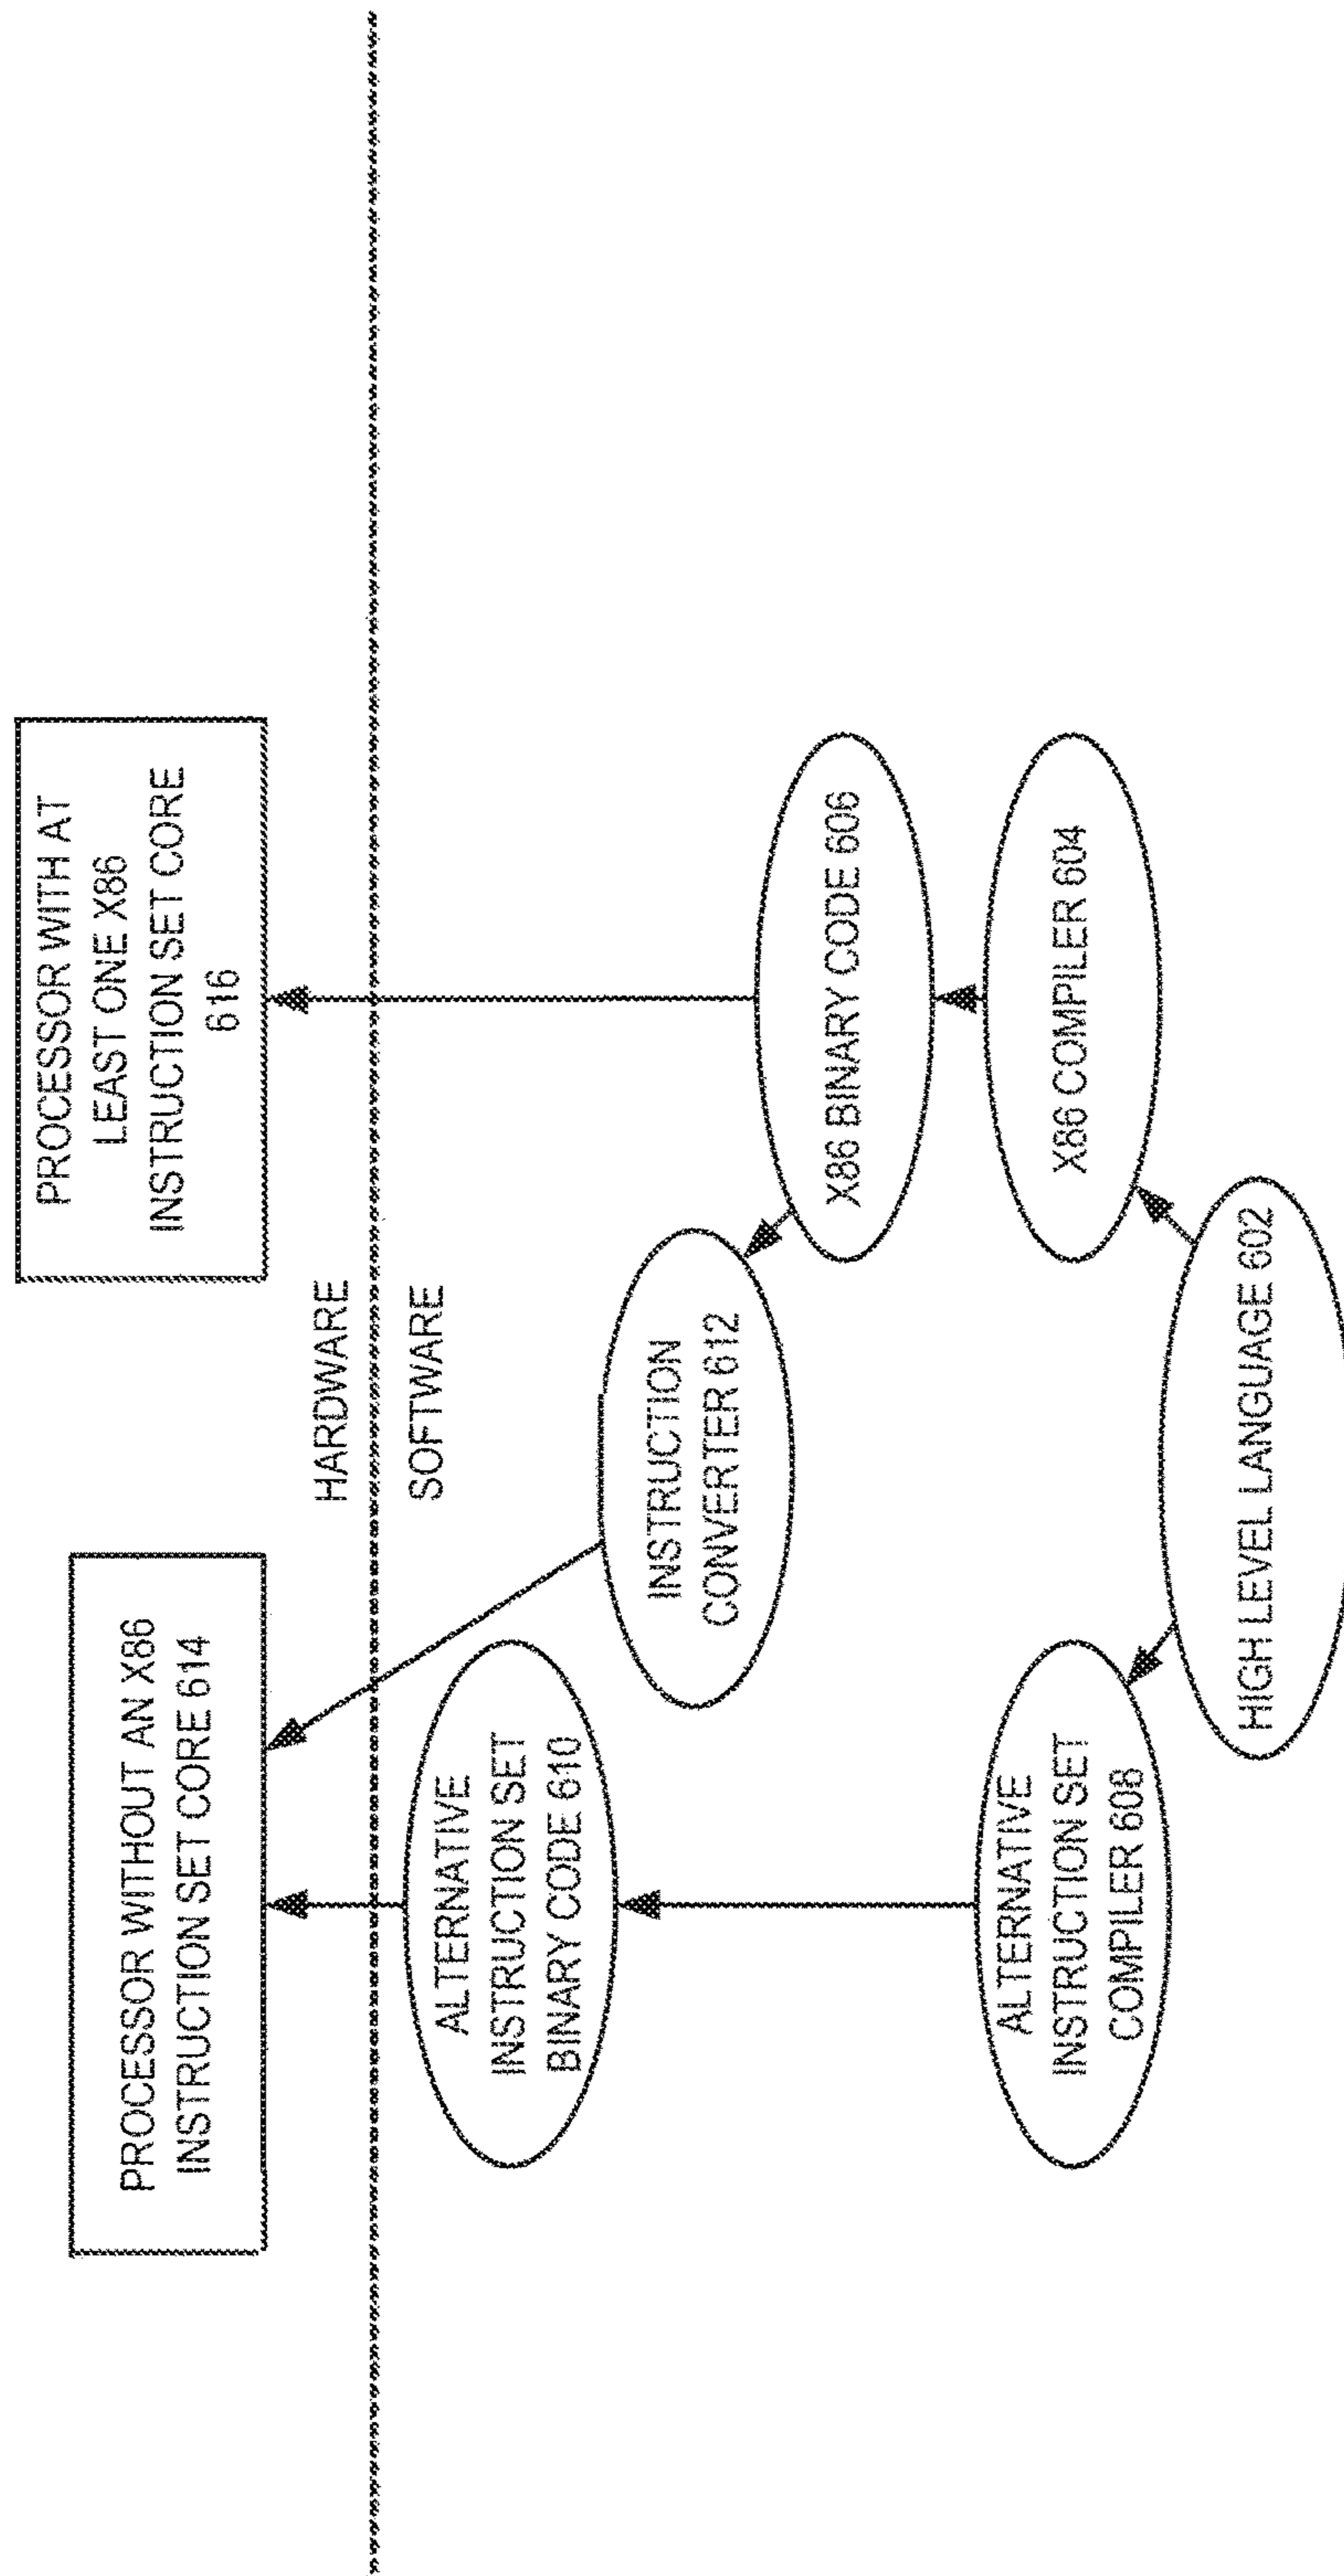 PROCESSOR WITHOUT AN X86
INSTRUCTION SET CORE 614
PROCESSOR WITH AT
LEAST ONE X86
INSTRUCTION SET CORE
616
HARDWARE
SOFTWARE
ALTERNATIVE
INSTRUCTION SET
BINARY CODE 610
INSTRUCTION
CONVERTER 612
X86 BINARY CODE 606
ALTERNATIVE
INSTRUCTION SET
COMPILER 608
X86 COMPILER 604
HIGH LEVEL LANGUAGE 602